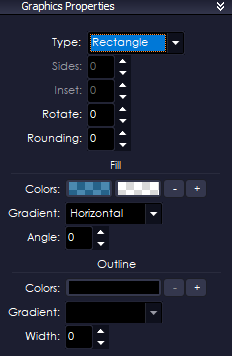 Graphics Properties
Type: Rectangle
Sides: 0
Inset: 0
Rotate: 0
Rounding: 0
Fill
Colors: - +
Gradient: Horizontal
Angle: 0
Outline
Colors: - +
Gradient:
Width: 0